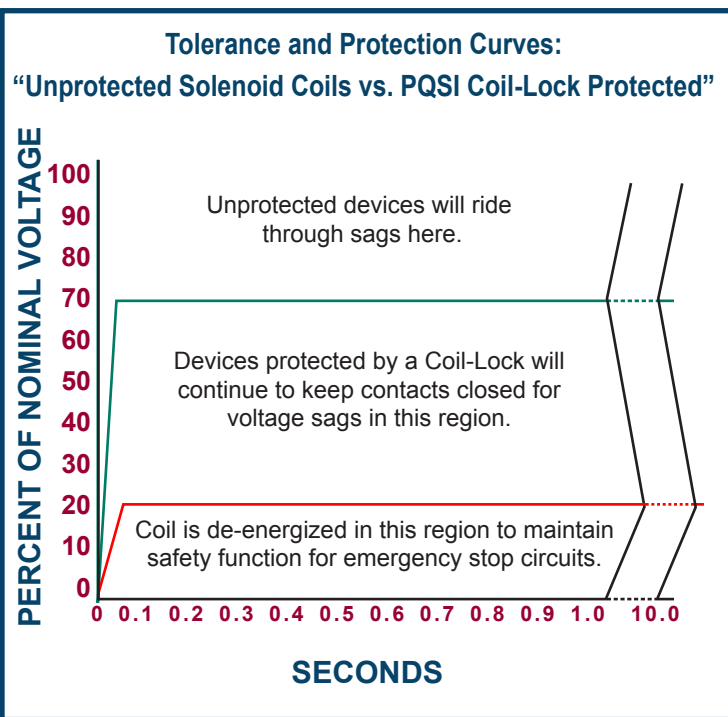 Tolerance and Protection Curves:
“Unprotected Solenoid Coils vs. PQSI Coil-Lock Protected”
PERCENT OF NOMINAL VOLTAGE
100
90
80
70
60
50
40
30
20
10
0
Unprotected devices will ride
through sags here.
Devices protected by a Coil-Lock will
continue to keep contacts closed for
voltage sags in this region.
Coil is de-energized in this region to maintain
safety function for emergency stop circuits.
0 0.1 0.2 0.3 0.4 0.5 0.6 0.7 0.8 0.9 1.0 10.0
SECONDS